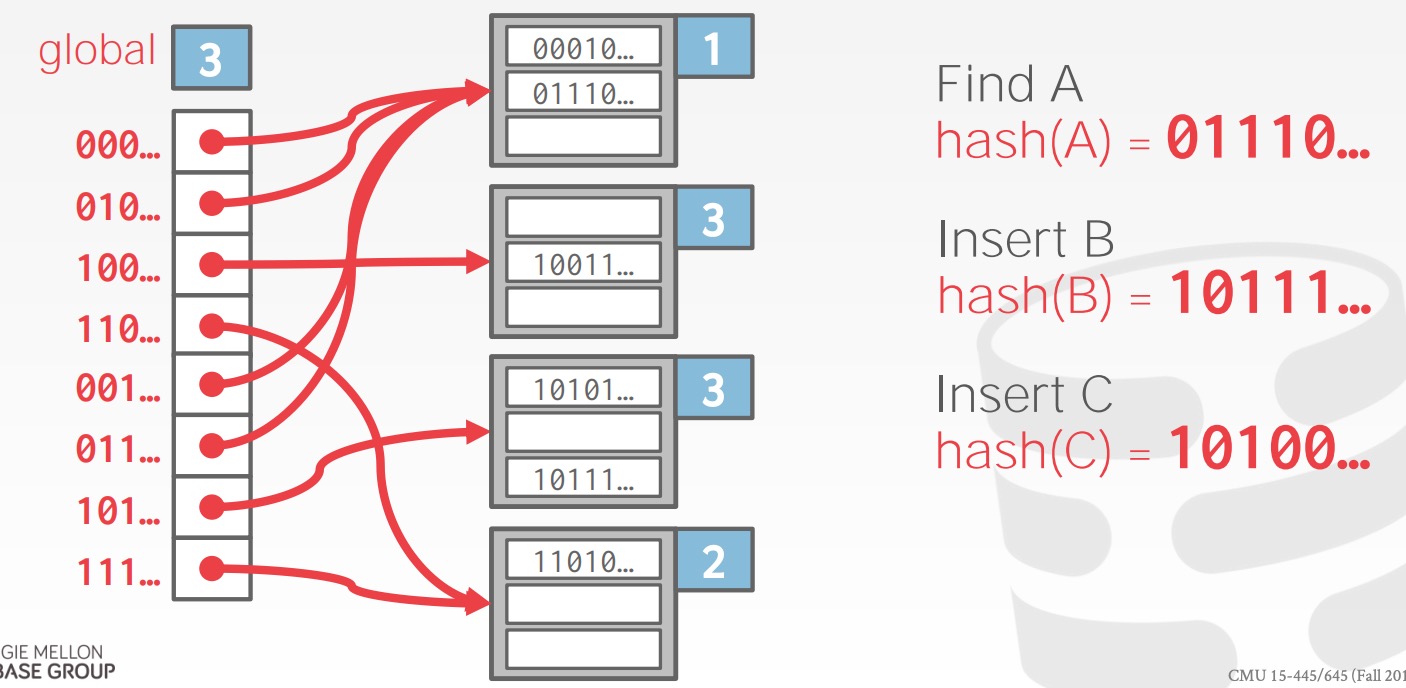 global 3
000…
010…
100…
110…
001…
011…
101…
111…
00010…
01110…
1
10011…
3
10101…
10111…
3
11010…
2
Find A
hash(A) = 01110…
Insert B
hash(B) = 10111…
Insert C
hash(C) = 10100…
GIE MELLON
BASE GROUP
CMU 15-445/645 (Fall 201